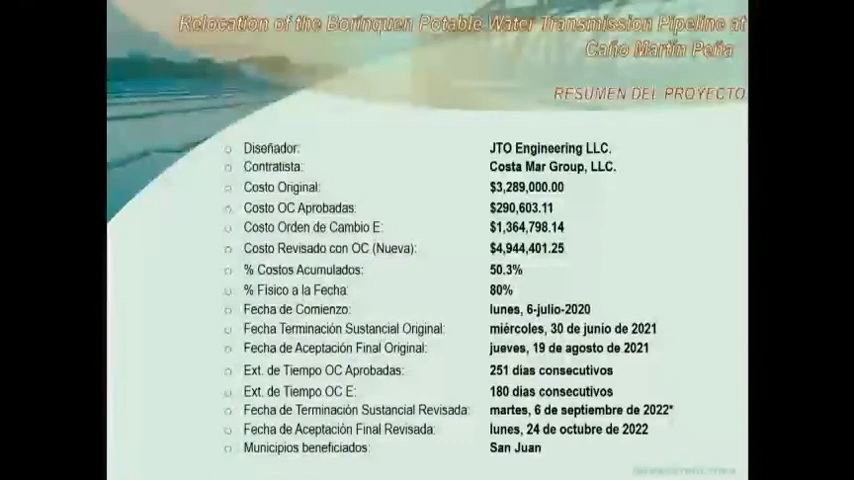 Relocation of the Borinquen Potable Water Transmission Pipeline at
Caño Martin Peña
RESUMEN DEL PROYECTO
Diseñador: JTO Engineering LLC.
Contratista: Costa Mar Group, LLC.
Costo Original: $3,289,000.00
Costo OC Aprobadas: $290,603.11
Costo Orden de Cambio E: $1,364,798.14
Costo Revisado con OC (Nueva): $4,944,401.25
% Costos Acumulados: 50.3%
% Físico a la Fecha: 80%
Fecha de Comienzo: lunes, 6-julio-2020
Fecha Terminación Sustancial Original: miércoles, 30 de junio de 2021
Fecha de Aceptación Final Original: jueves, 19 de agosto de 2021
Ext. de Tiempo OC Aprobadas: 251 dias consecutivos
Ext. de Tiempo OC E: 180 dias consecutivos
Fecha de Terminación Sustancial Revisada: martes, 6 de septiembre de 2022*
Fecha de Aceptación Final Revisada: lunes, 24 de octubre de 2022
Municipios beneficiados: San Juan